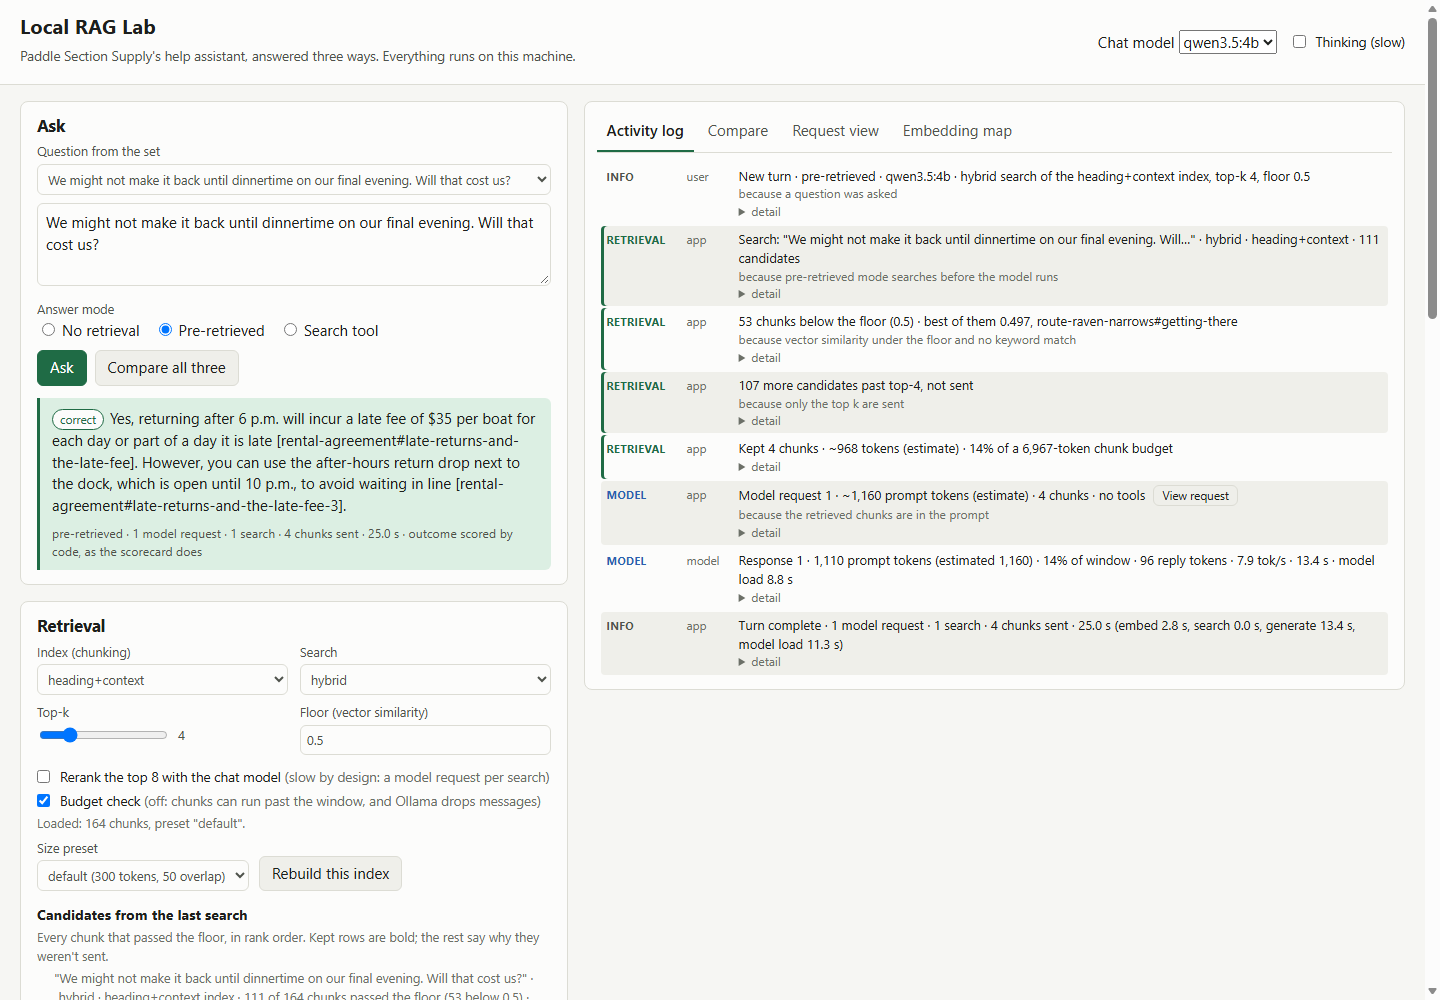 Local RAG Lab
Paddle Section Supply's help assistant, answered three ways. Everything runs on this machine.
Chat model qwen3.5:4b Thinking (slow)
Ask
Question from the set
We might not make it back until dinnertime on our final evening. Will that cost us?
We might not make it back until dinnertime on our final evening. Will that
cost us?
Answer mode
No retrieval Pre-retrieved Search tool
Ask Compare all three
correct Yes, returning after 6 p.m. will incur a late fee of $35 per boat for
each day or part of a day it is late [rental-agreement#late-returns-and-
the-late-fee]. However, you can use the after-hours return drop next to
the dock, which is open until 10 p.m., to avoid waiting in line [rental-
agreement#late-returns-and-the-late-fee-3].
pre-retrieved · 1 model request · 1 search · 4 chunks sent · 25.0 s · outcome scored by
code, as the scorecard does
Retrieval
Index (chunking) Search
heading+context hybrid
Top-k Floor (vector similarity)
4 0.5
Rerank the top 8 with the chat model (slow by design: a model request per search)
Budget check (off: chunks can run past the window, and Ollama drops messages)
Loaded: 164 chunks, preset "default".
Size preset
default (300 tokens, 50 overlap) Rebuild this index
Candidates from the last search
Every chunk that passed the floor, in rank order. Kept rows are bold; the rest say why they
weren't sent.
"We might not make it back until dinnertime on our final evening. Will that cost us?" ·
hybrid · heading+context index · 111 of 164 chunks passed the floor (53 below 0.5) ·
Activity log Compare Request view Embedding map
INFO user New turn · pre-retrieved · qwen3.5:4b · hybrid search of the heading+context index, top-k 4, floor 0.5
because a question was asked
▶ detail
RETRIEVAL app Search: "We might not make it back until dinnertime on our final evening. Will…" · hybrid · heading+context · 111
candidates
because pre-retrieved mode searches before the model runs
▶ detail
RETRIEVAL app 53 chunks below the floor (0.5) · best of them 0.497, route-raven-narrows#getting-there
because vector similarity under the floor and no keyword match
▶ detail
RETRIEVAL app 107 more candidates past top-4, not sent
because only the top k are sent
▶ detail
RETRIEVAL app Kept 4 chunks · ~968 tokens (estimate) · 14% of a 6,967-token chunk budget
▶ detail
MODEL app Model request 1 · ~1,160 prompt tokens (estimate) · 4 chunks · no tools View request
because the retrieved chunks are in the prompt
▶ detail
MODEL model Response 1 · 1,110 prompt tokens (estimated 1,160) · 14% of window · 96 reply tokens · 7.9 tok/s · 13.4 s · model
load 8.8 s
▶ detail
INFO app Turn complete · 1 model request · 1 search · 4 chunks sent · 25.0 s (embed 2.8 s, search 0.0 s, generate 13.4 s,
model load 11.3 s)
▶ detail